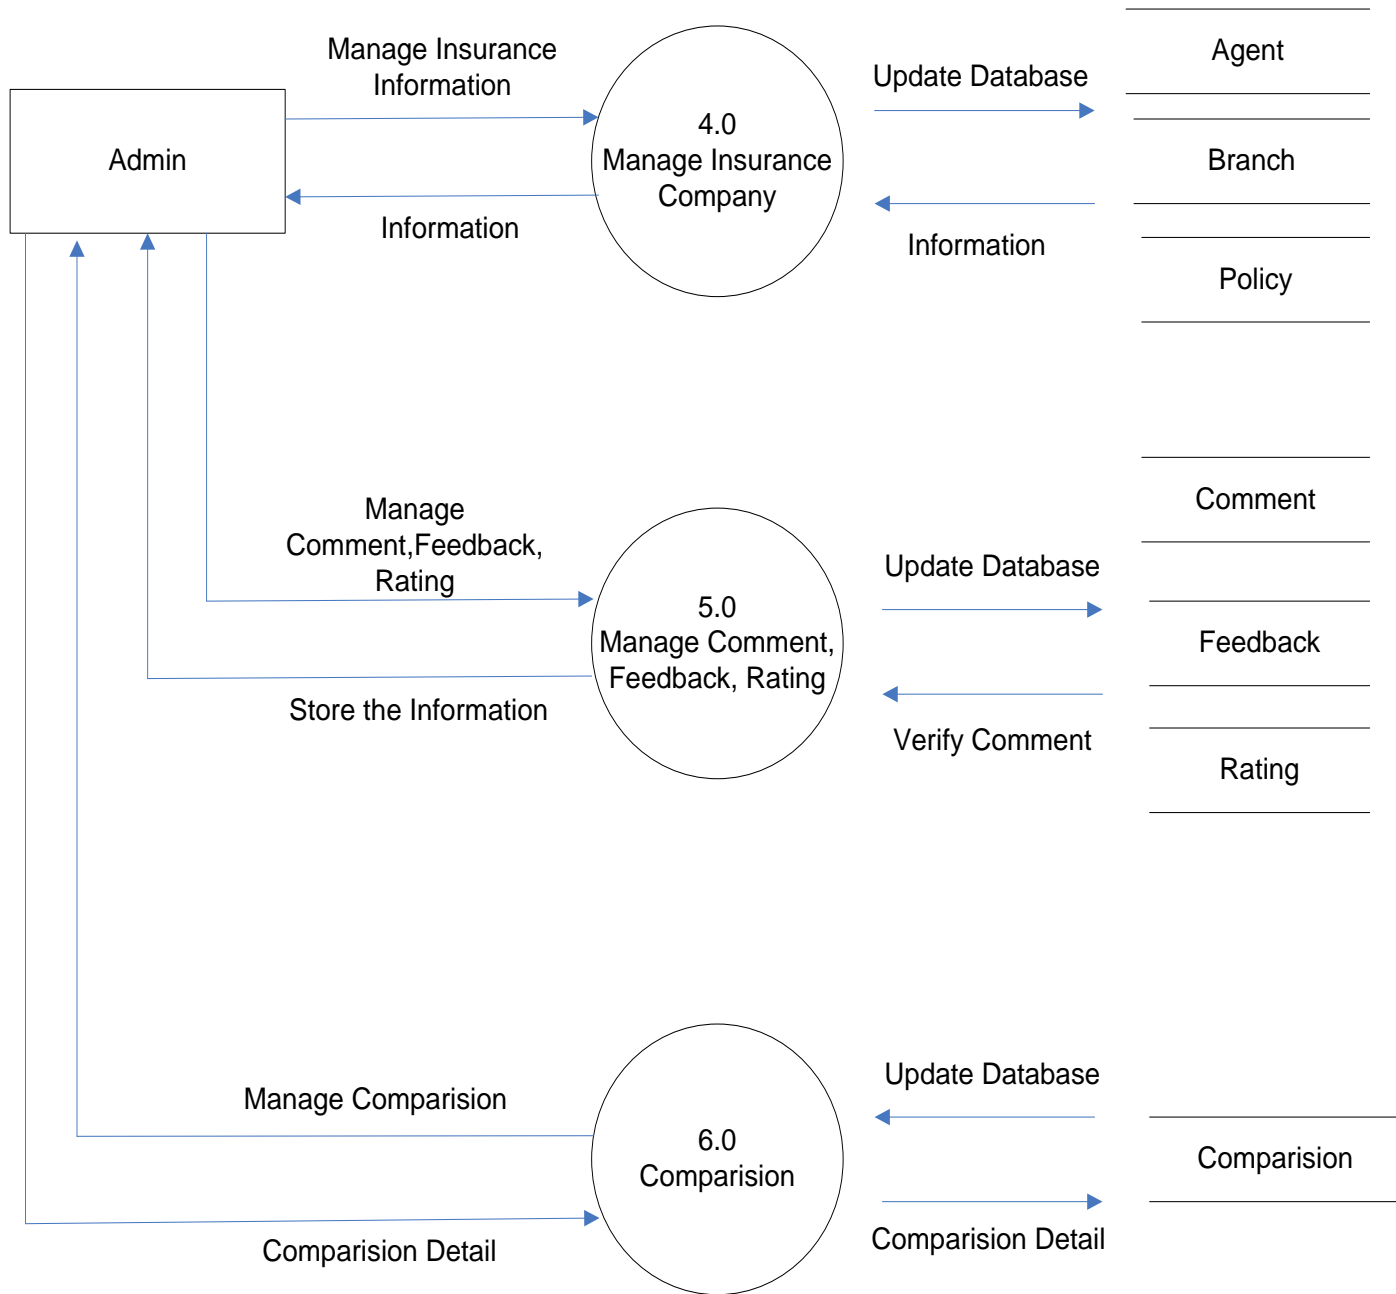 Manage Insurance
Information
Update Database
Agent
Admin
4.0
Manage Insurance
Company
Branch
Information
Information
Policy
Manage
Comment,Feedback,
Rating
Comment
Update Database
5.0
Manage Comment,
Feedback, Rating
Feedback
Store the Information
Verify Comment
Rating
Manage Comparision
Update Database
6.0
Comparision
Comparision
Comparision Detail
Comparision Detail